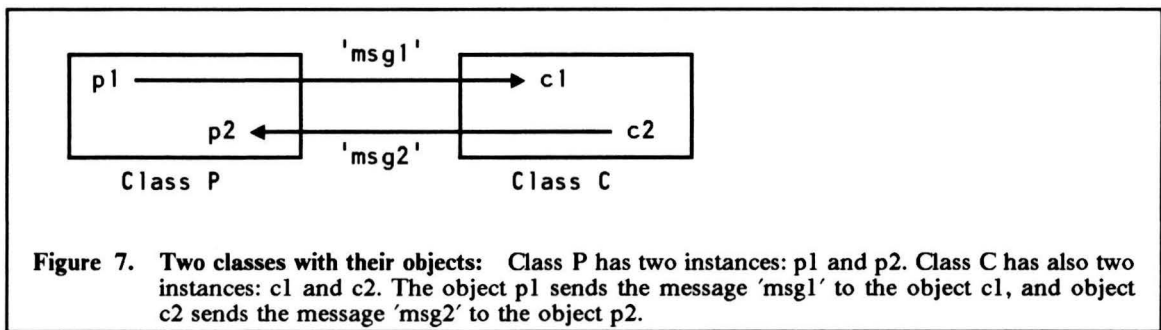 'msg1'
p1 c1
p2 c2
'msg2'
Class P Class C
Figure 7. Two classes with their objects: Class P has two instances: p1 and p2. Class C has also two
instances: c1 and c2. The object p1 sends the message 'msg1' to the object c1, and object
c2 sends the message 'msg2' to the object p2.